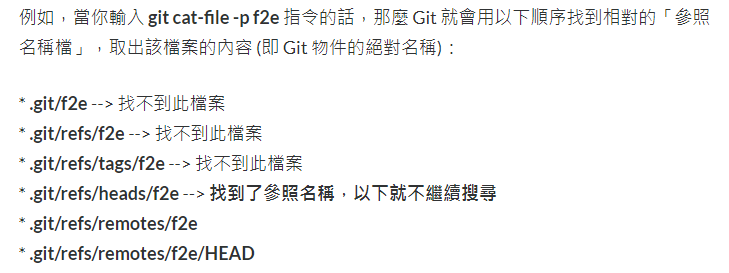 例如，當你輸入 git cat-file -p f2e 指令的話，那麼 Git 就會用以下順序找到相對的「參照
名稱檔」，取出該檔案的內容 (即 Git 物件的絕對名稱)：
* .git/f2e --> 找不到此檔案
* .git/refs/f2e --> 找不到此檔案
* .git/refs/tags/f2e --> 找不到此檔案
* .git/refs/heads/f2e --> 找到了參照名稱，以下就不繼續搜尋
* .git/refs/remotes/f2e
* .git/refs/remotes/f2e/HEAD